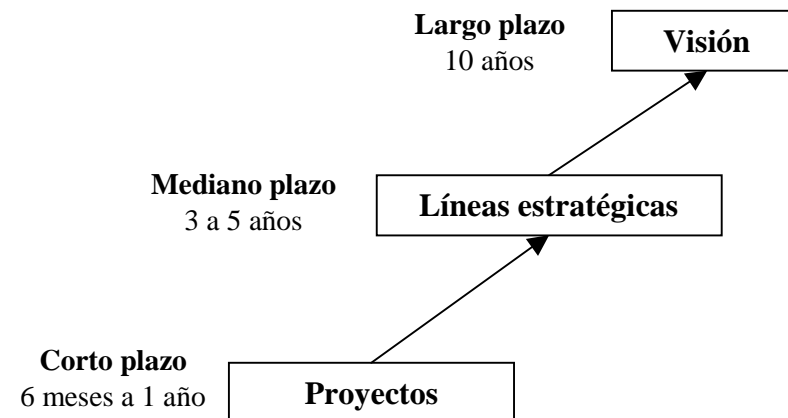 Largo plazo
10 años
Visión
Mediano plazo
3 a 5 años
Líneas estratégicas
Corto plazo
6 meses a 1 año
Proyectos